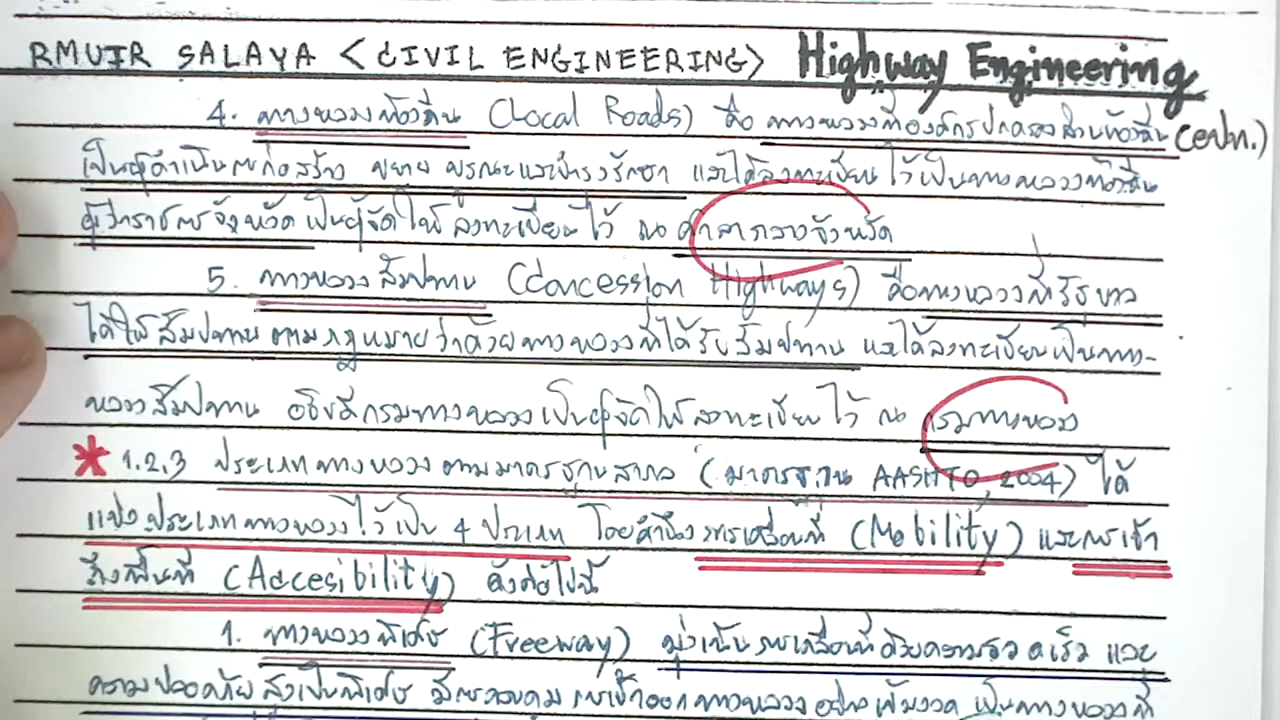 RMUTR SALAYA < CIVIL ENGINEERING > Highway Engineering
4. ทางหลวงท้องถิ่น (Local Roads) คือ ทางหลวงที่องค์กรปกครองส่วนท้องถิ่น (อปท.)
เป็นผู้ดำเนินการก่อสร้าง ขยาย บูรณะและบำรุงรักษา และได้ลงทะเบียนไว้เป็นทางหลวงท้องถิ่น
ผู้ว่าราชการจังหวัดเป็นผู้จัดให้ลงทะเบียนไว้ ณ ศาลากลางจังหวัด
5. ทางหลวงสัมปทาน (Concession Highways) คือทางหลวงที่รัฐบาล
ได้ให้สัมปทานตามกฎหมายว่าด้วยทางหลวงที่ได้รับสัมปทาน และได้ลงทะเบียนเป็นทาง-
หลวงสัมปทาน อธิบดีกรมทางหลวงเป็นผู้จัดให้ลงทะเบียนไว้ ณ กรมทางหลวง
* 1.2.3 ประเภททางหลวงตามมาตรฐานสากล (มาตรฐาน AASHTO, 2004) ได้
แบ่งประเภททางหลวงไว้เป็น 4 ประเภท โดยคำนึงการเคลื่อนที่ (Mobility) และการเข้า
ถึงพื้นที่ (Accesibility) ดังต่อไปนี้
1. ทางหลวงพิเศษ (Freeway) มุ่งเน้นการเคลื่อนที่ด้วยความรวดเร็ว และ
ความปลอดภัยสูงเป็นพิเศษ มีการควบคุมการเข้าออกทางหลวงอย่างเข้มงวด เป็นทางหลวงที่